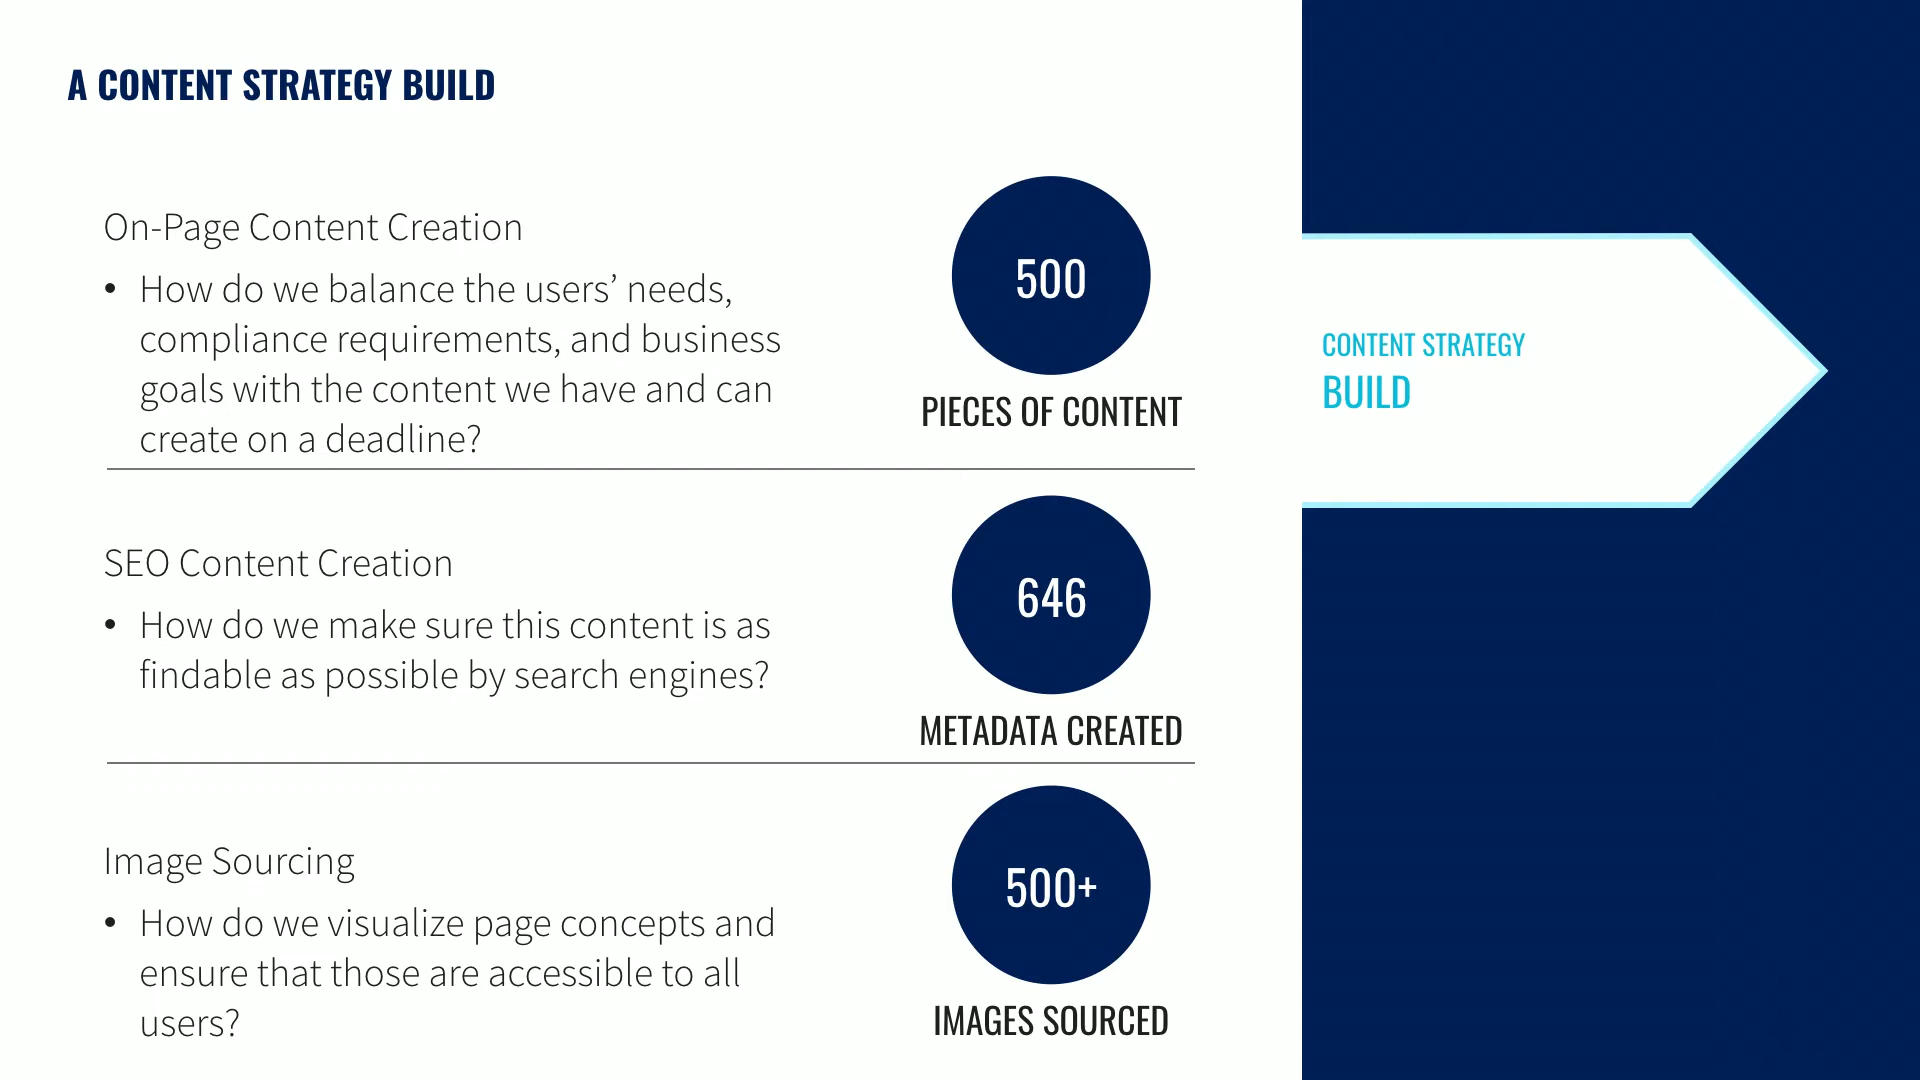 A CONTENT STRATEGY BUILD
On-Page Content Creation
• How do we balance the users’ needs,
compliance requirements, and business
goals with the content we have and can
create on a deadline?
500
PIECES OF CONTENT
SEO Content Creation
• How do we make sure this content is as
findable as possible by search engines?
646
METADATA CREATED
Image Sourcing
• How do we visualize page concepts and
ensure that those are accessible to all
users?
500+
IMAGES SOURCED
CONTENT STRATEGY
BUILD